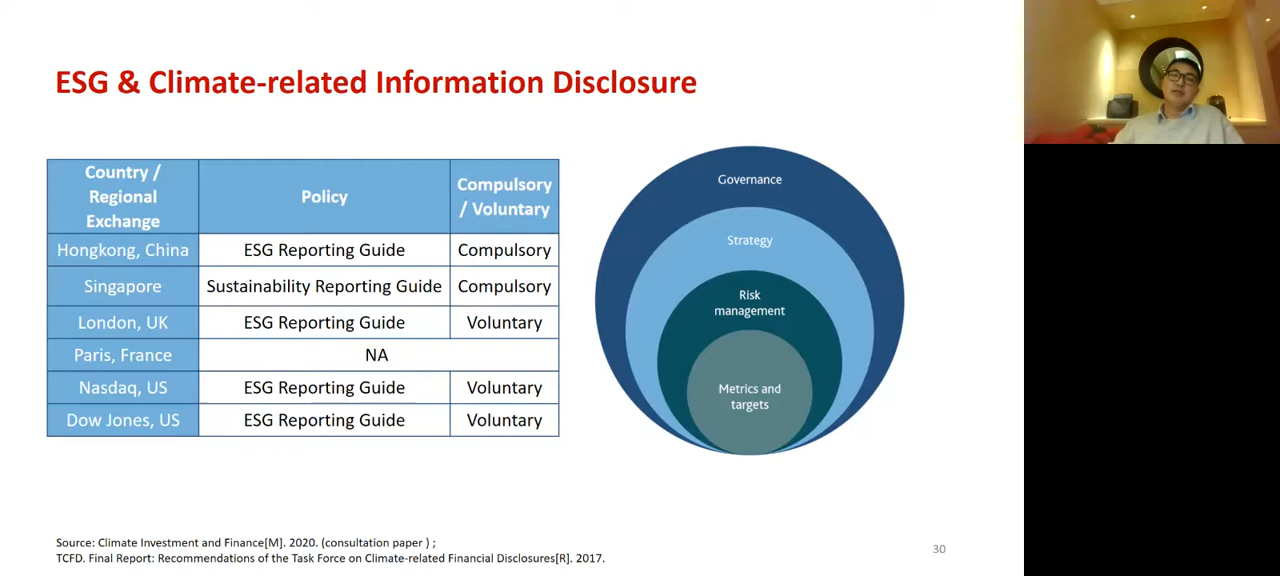 ESG & Climate-related Information Disclosure
Country /
Regional
Exchange
Policy
Compulsory
/ Voluntary
Hongkong, China
ESG Reporting Guide
Compulsory
Singapore
Sustainability Reporting Guide
Compulsory
London, UK
ESG Reporting Guide
Voluntary
Paris, France
NA
Nasdaq, US
ESG Reporting Guide
Voluntary
Dow Jones, US
ESG Reporting Guide
Voluntary
Governance
Strategy
Risk
management
Metrics and
targets
Source: Climate Investment and Finance[M]. 2020. (consultation paper ) ;
TCFD. Final Report: Recommendations of the Task Force on Climate-related Financial Disclosures[R]. 2017.
30